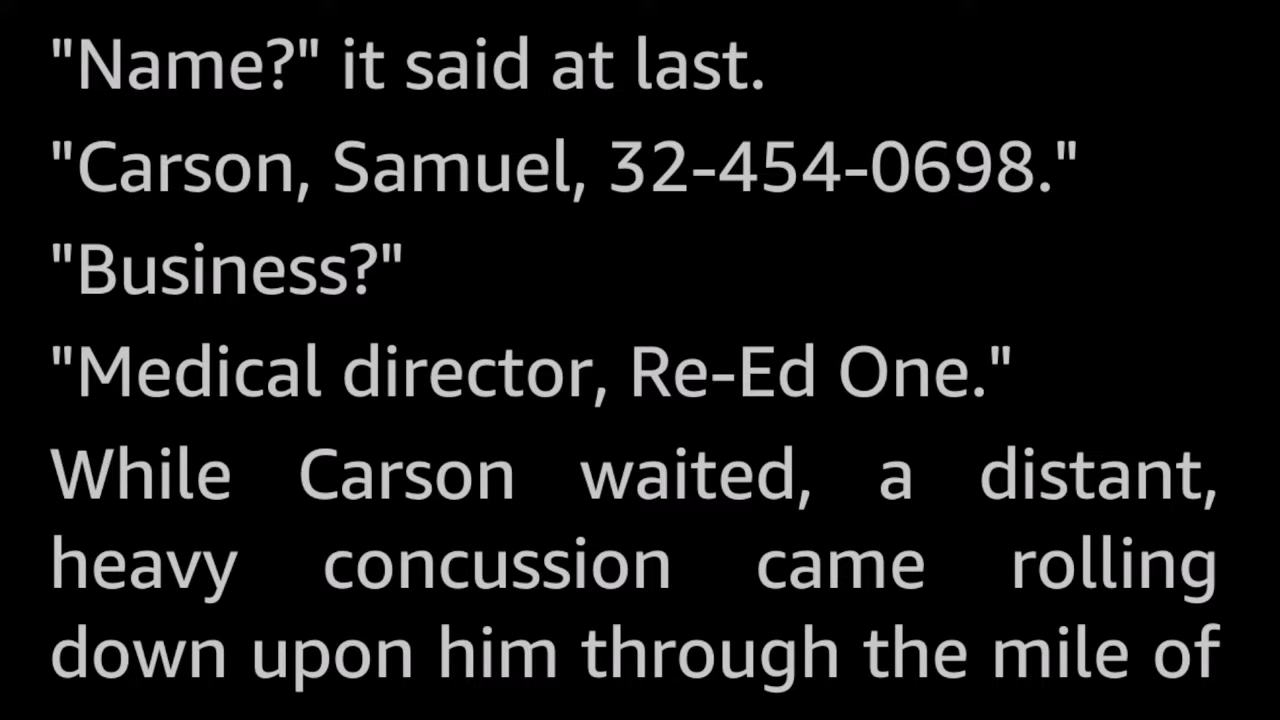 "Name?" it said at last.
"Carson, Samuel, 32-454-0698."
"Business?"
"Medical director, Re-Ed One."
While Carson waited, a distant,
heavy concussion came rolling
down upon him through the mile of